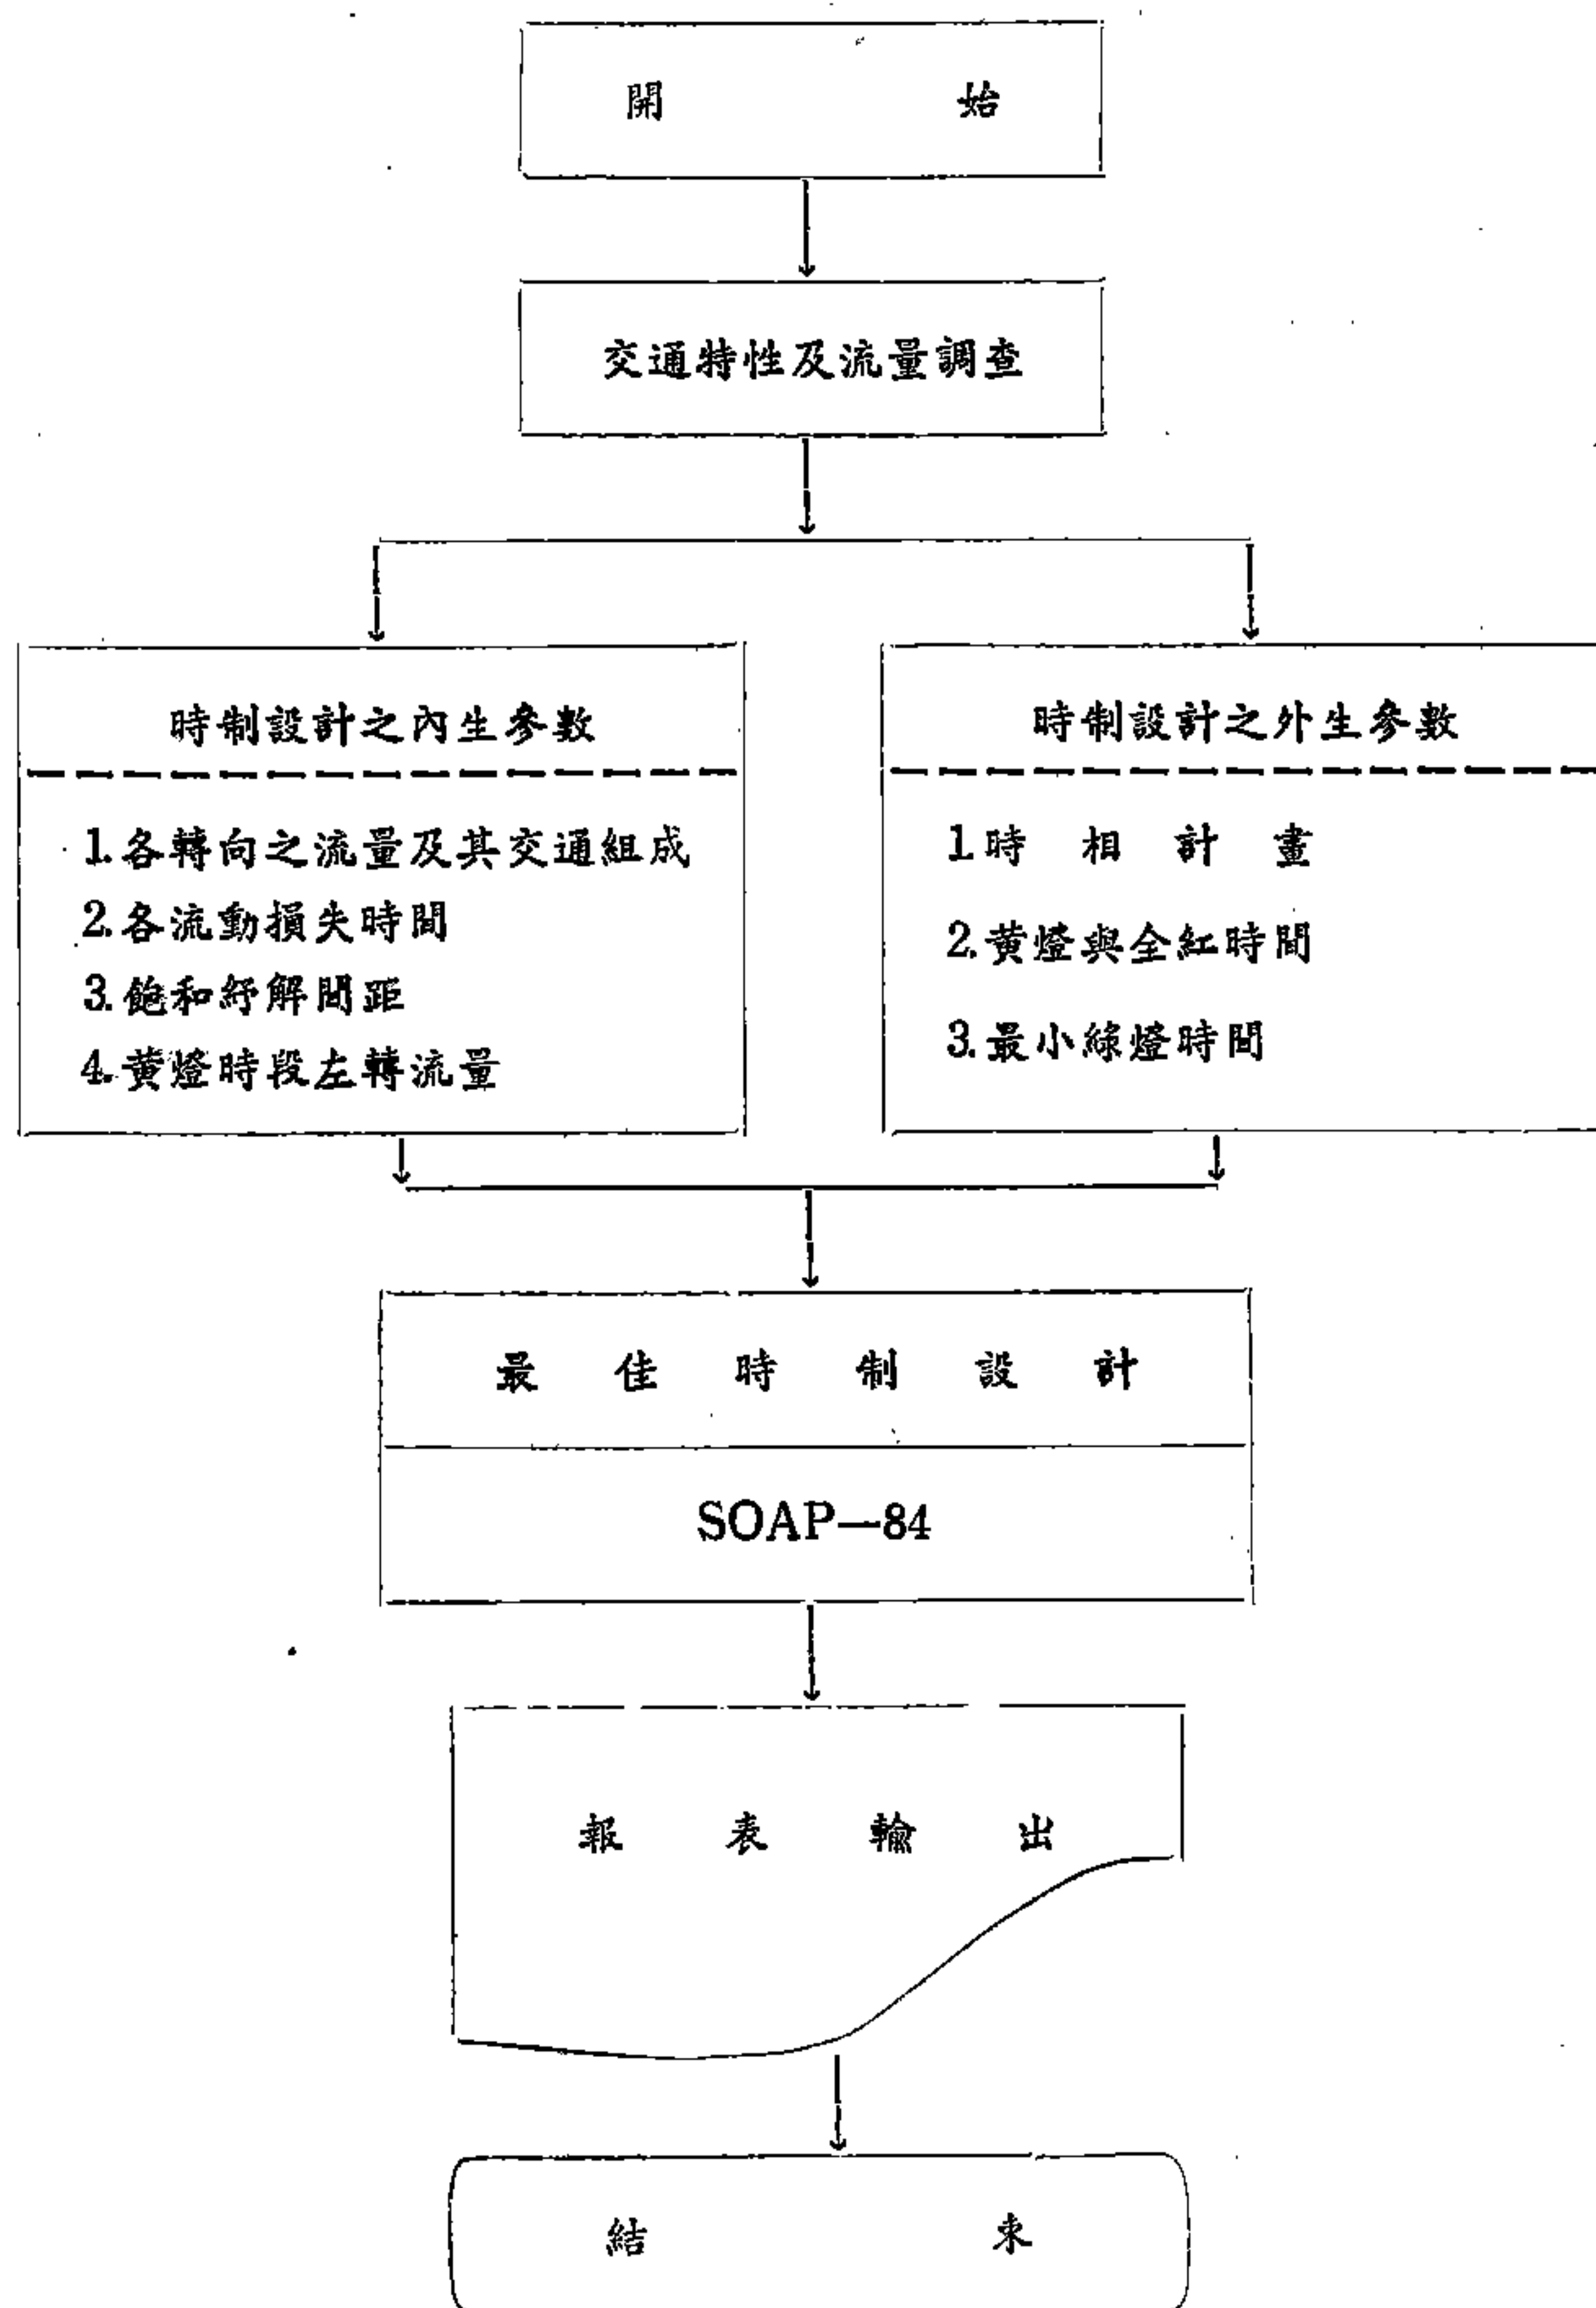 開始
交通特性及流量調查
時制設計之內生參數
1.各轉向之流量及其交通組成
2.各流動損失時間
3.飽和紓解間距
4.黃燈時段左轉流量
時制設計之外生參數
1.時相計畫
2.黃燈與全紅時間
3.最小綠燈時間
最佳時制設計
SOAP—84
報表輸出
結束